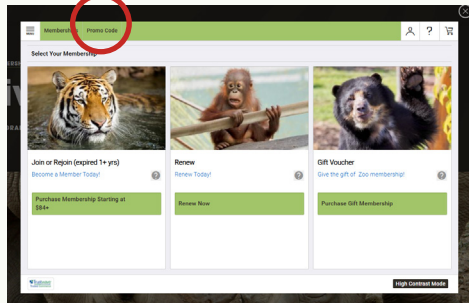 MENU
Membership
Promo Code
?
Select Your Membership
Join or Rejoin (expired 1+ yrs)
Become a Member Today!
?
Purchase Membership Starting at
$84+
Renew
Renew Today!
?
Renew Now
Gift Voucher
Give the gift of Zoo membership!
?
Purchase Gift Membership
High Contrast Mode